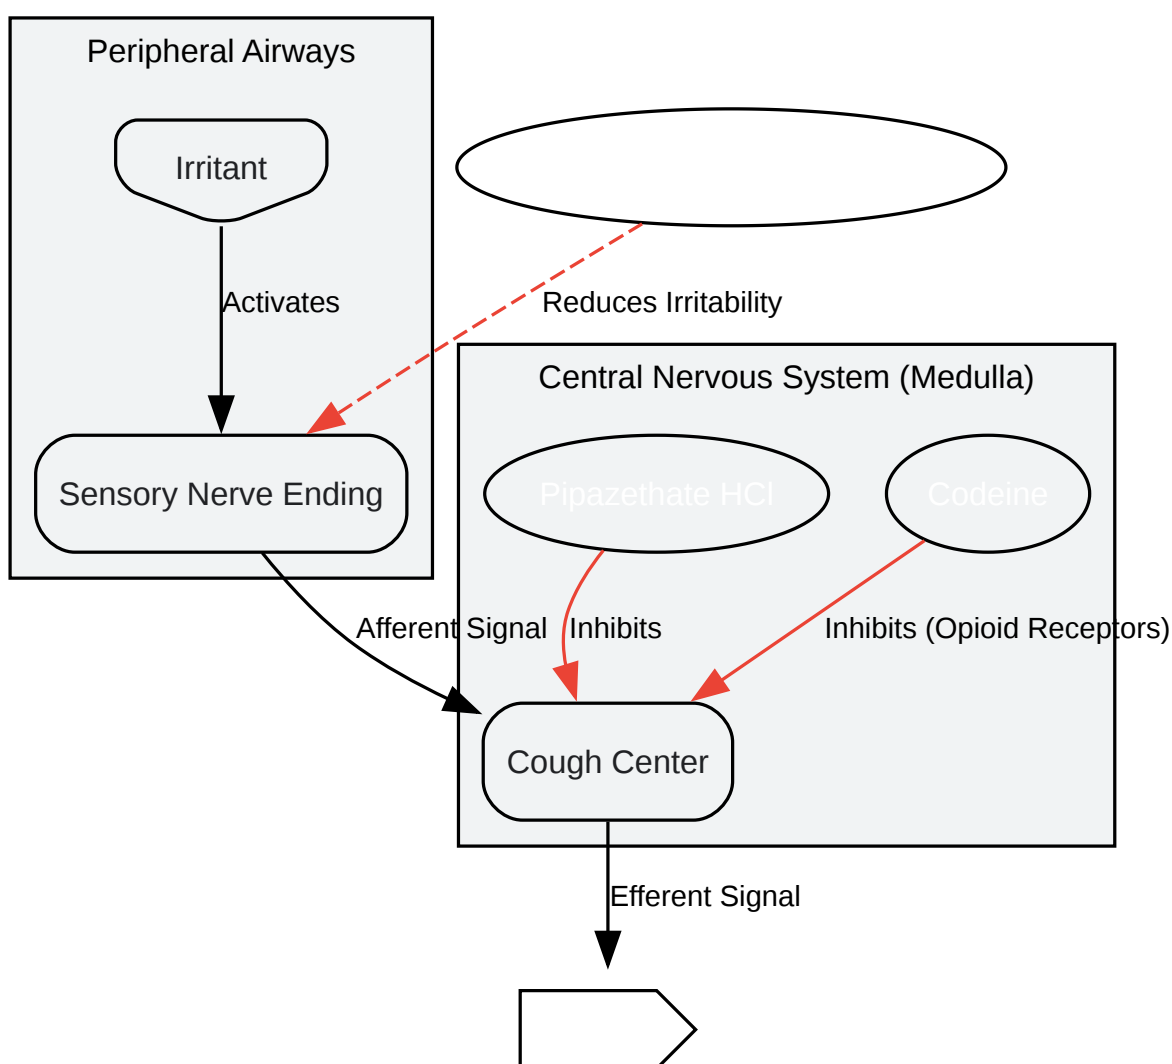 Peripheral Airways
Irritant
Activates
Reduces Irritability
Central Nervous System (Medulla)
Sensory Nerve Ending
Pipazethate HCl
Codeine
Afferent Signal
Inhibits
Inhibits (Opioid Receptors)
Cough Center
Efferent Signal